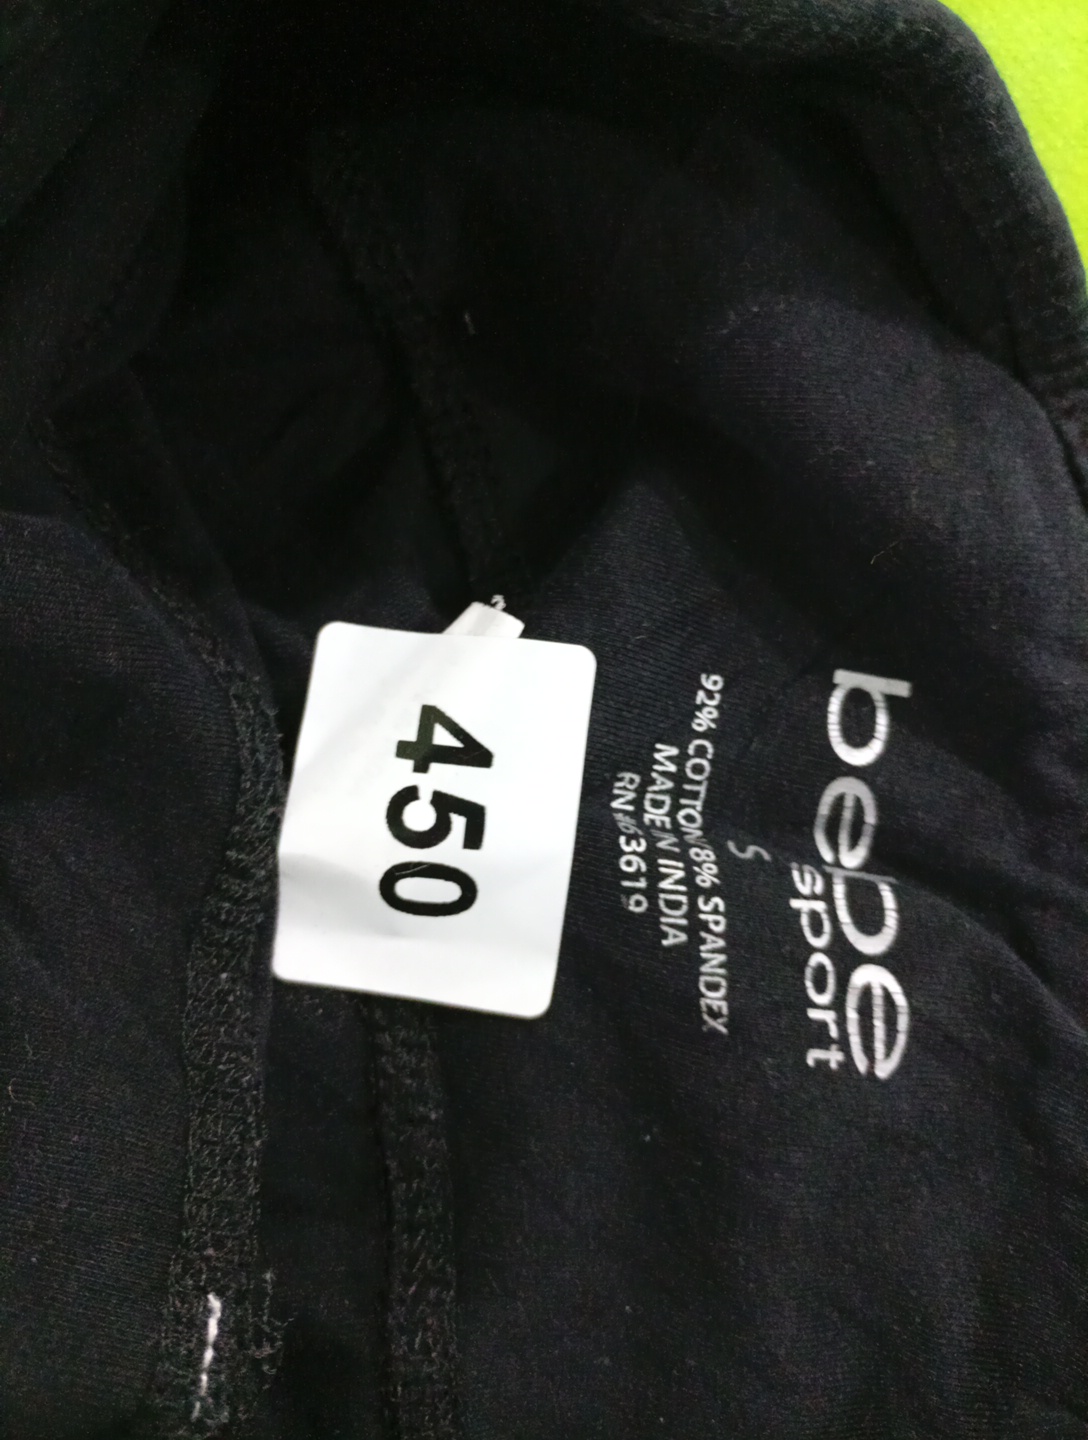 bebe
sport
S
92% COTTON/8% SPANDEX
MADE IN INDIA
RN#63619
450